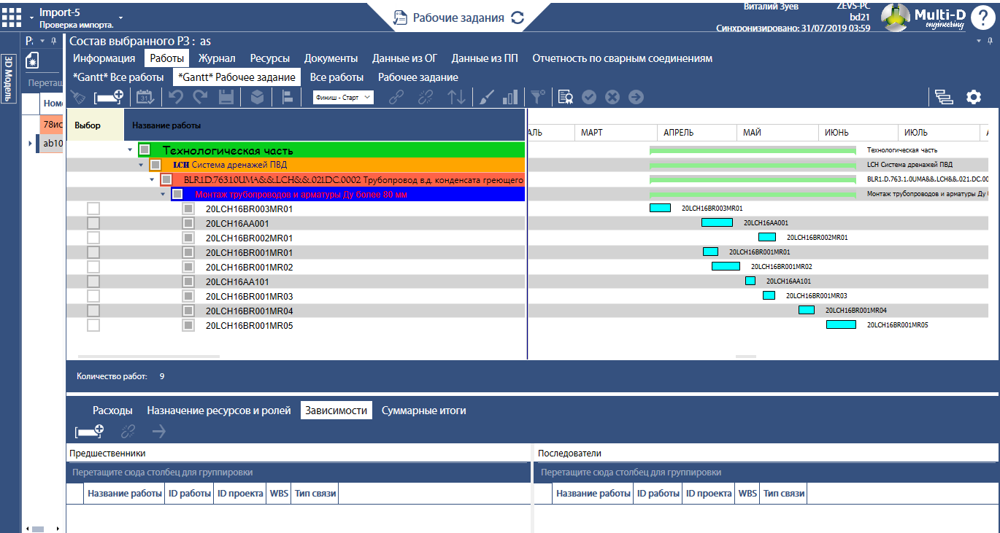 Import-5
Проверка импорта.
Рабочие задания
Виталий Зуев
ZEVS-PC
bd21
Синхронизировано: 31/07/2019 03:59
Multi-D
engineering
?
3D Модель
Состав выбранного РЗ : as
Информация Работы Журнал Ресурсы Документы Данные из ОГ Данные из ПП Отчетность по сварным соединениям
*Gantt* Все работы *Gantt* Рабочее задание Все работы Рабочее задание
Финиш - Старт
Перетащ
Номе
78ис
ab10
Выбор Название работы
АЛЬ МАРТ АПРЕЛЬ МАЙ ИЮНЬ ИЮЛЬ
Технологическая часть Технологическая часть
LCH Система дренажей ПВД LCH Система дренажей ПВД
BLR1.D.763.1.0UMA&&.LCH&&.021.DC.0002 Трубопровод в.д. конденсата греющего BLR1.D.763.1.0UMA&&.LCH&&.021.DC.00
Монтаж трубопроводов и арматуры Ду более 80 мм Монтаж трубопроводов и арматуры Ду
20LCH16BR003MR01 20LCH16BR003MR01
20LCH16AA001 20LCH16AA001
20LCH16BR002MR01 20LCH16BR002MR01
20LCH16BR001MR01 20LCH16BR001MR01
20LCH16BR001MR02 20LCH16BR001MR02
20LCH16AA101 20LCH16AA101
20LCH16BR001MR03 20LCH16BR001MR03
20LCH16BR001MR04 20LCH16BR001MR04
20LCH16BR001MR05 20LCH16BR001MR05
Количество работ: 9
Расходы Назначение ресурсов и ролей Зависимости Суммарные итоги
Предшественники Последователи
Перетащите сюда столбец для группировки Перетащите сюда столбец для группировки
Название работы ID работы ID проекта WBS Тип связи Название работы ID работы ID проекта WBS Тип связи